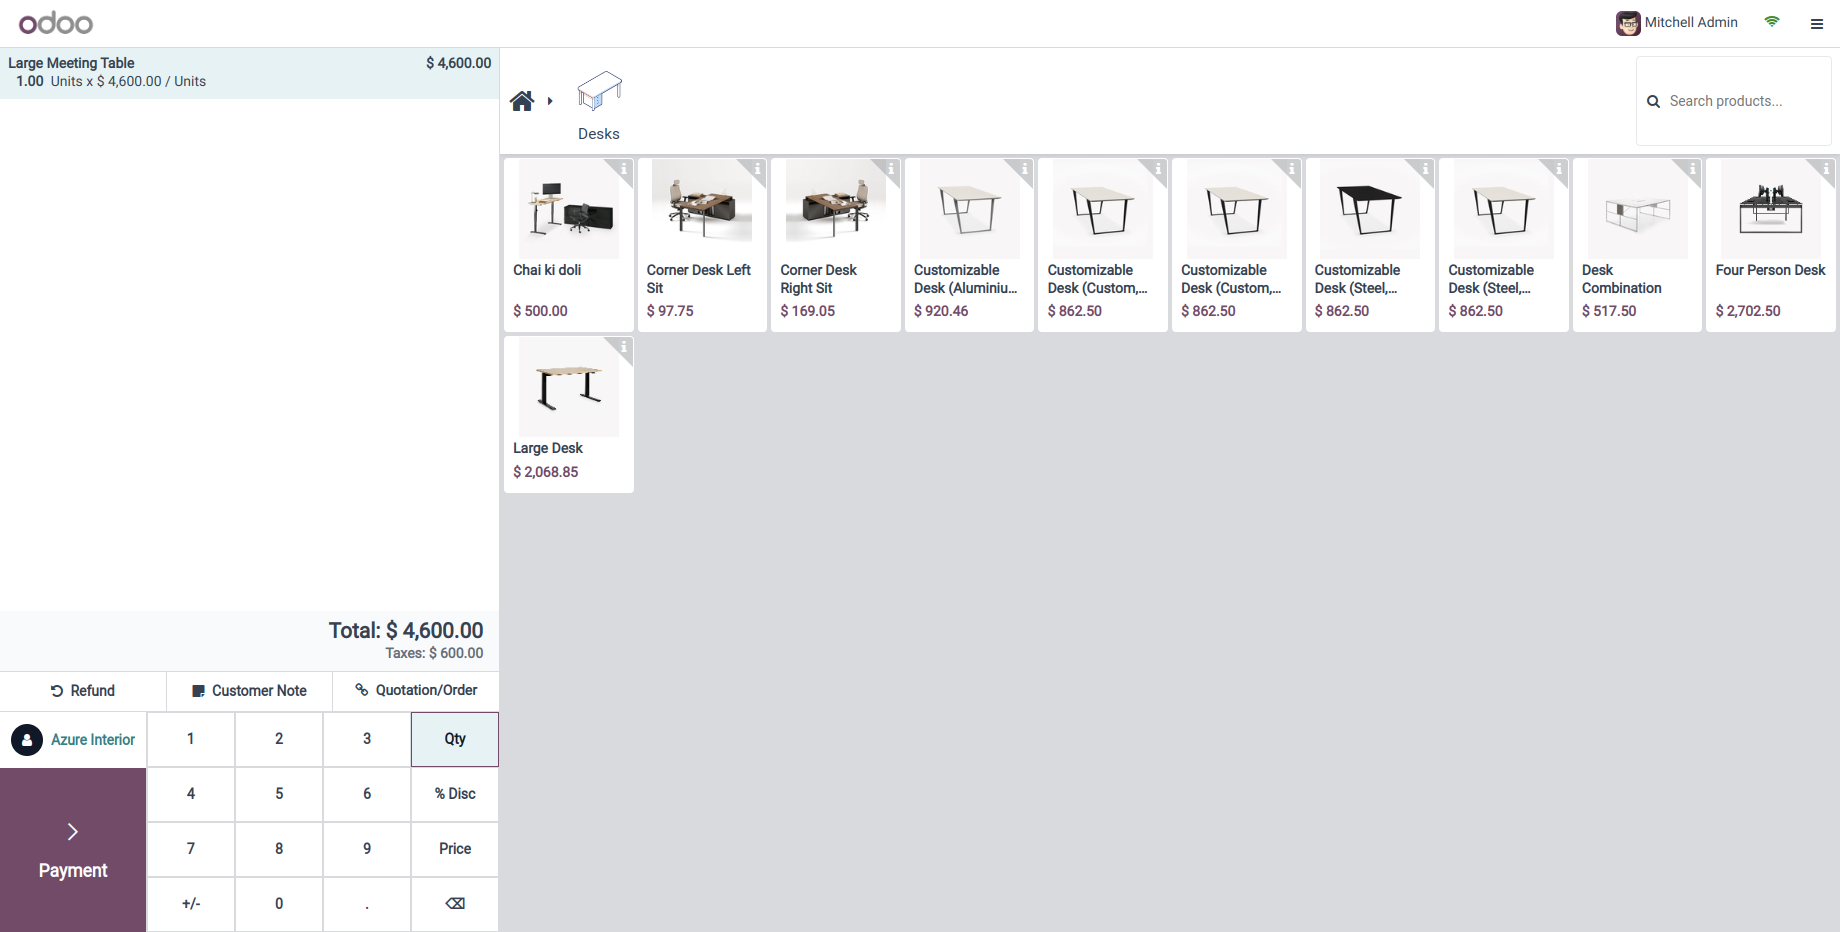 odoo
Mitchell Admin
Large Meeting Table $ 4,600.00
1.00 Units x $ 4,600.00 / Units
Desks
Search products...
Chai ki doli
$ 500.00
Corner Desk Left
Sit
$ 97.75
Corner Desk
Right Sit
$ 169.05
Customizable
Desk (Aluminiu...
$ 920.46
Customizable
Desk (Custom,...
$ 862.50
Customizable
Desk (Custom,...
$ 862.50
Customizable
Desk (Steel,...
$ 862.50
Customizable
Desk (Steel,...
$ 862.50
Desk
Combination
$ 517.50
Four Person Desk
$ 2,702.50
Large Desk
$ 2,068.85
Total: $ 4,600.00
Taxes: $ 600.00
Refund
Customer Note
Quotation/Order
Azure Interior
1 2 3 Qty
4 5 6 % Disc
7 8 9 Price
+/- 0 .
Payment